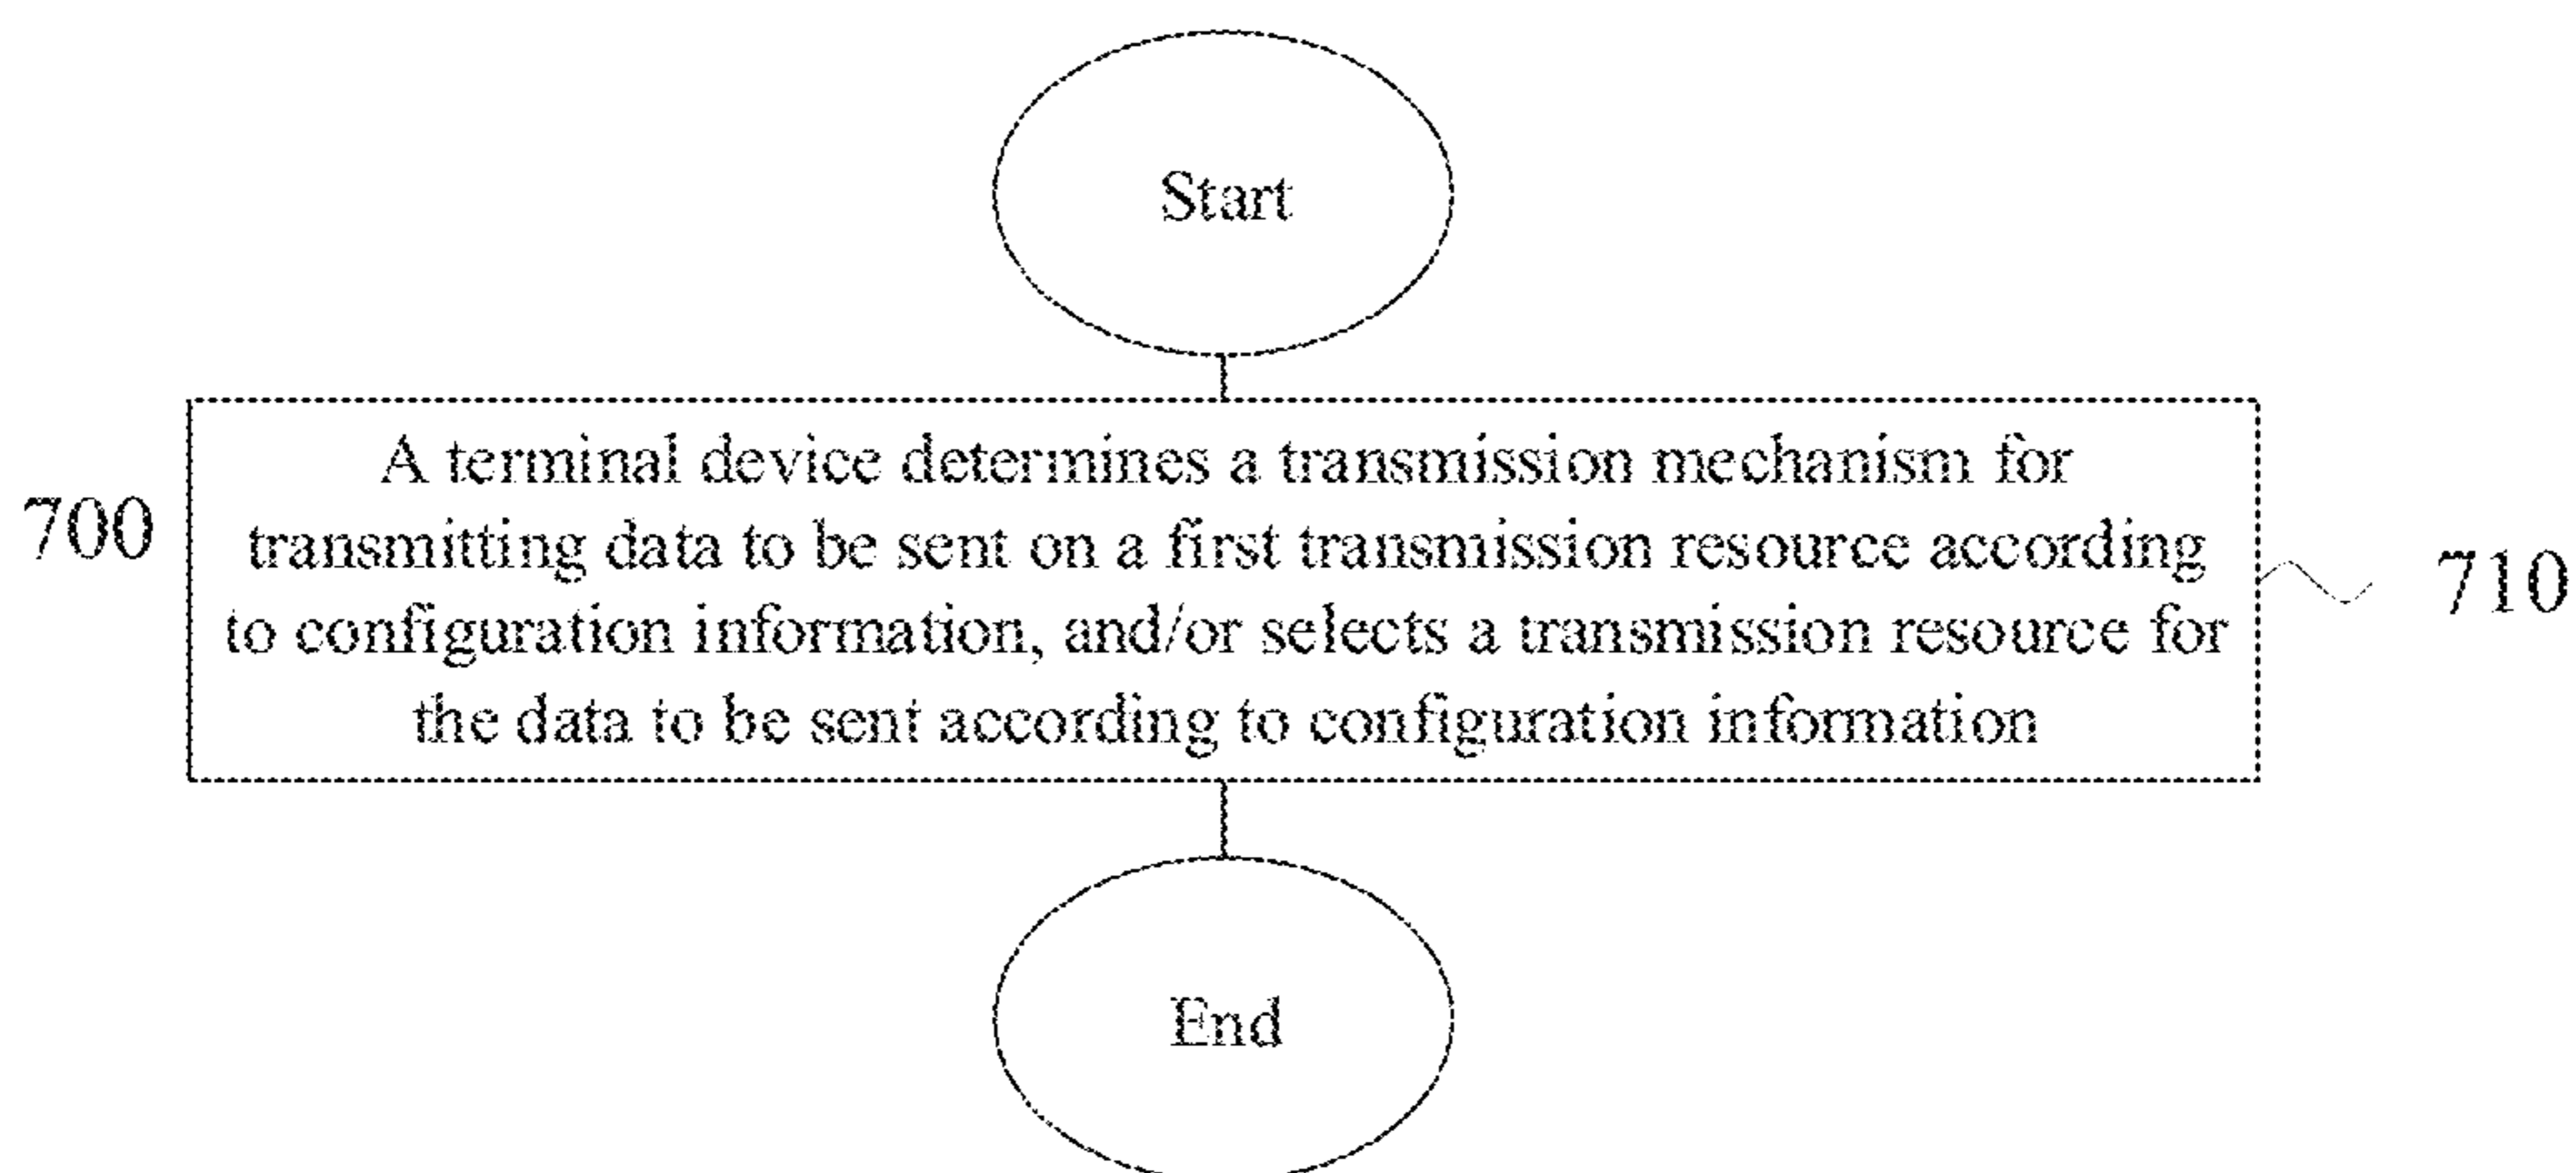 Start
700
A terminal device determines a transmission mechanism for
transmitting data to be sent on a first transmission resource according
to configuration information, and/or selects a transmission resource for
the data to be sent according to configuration information
710
End